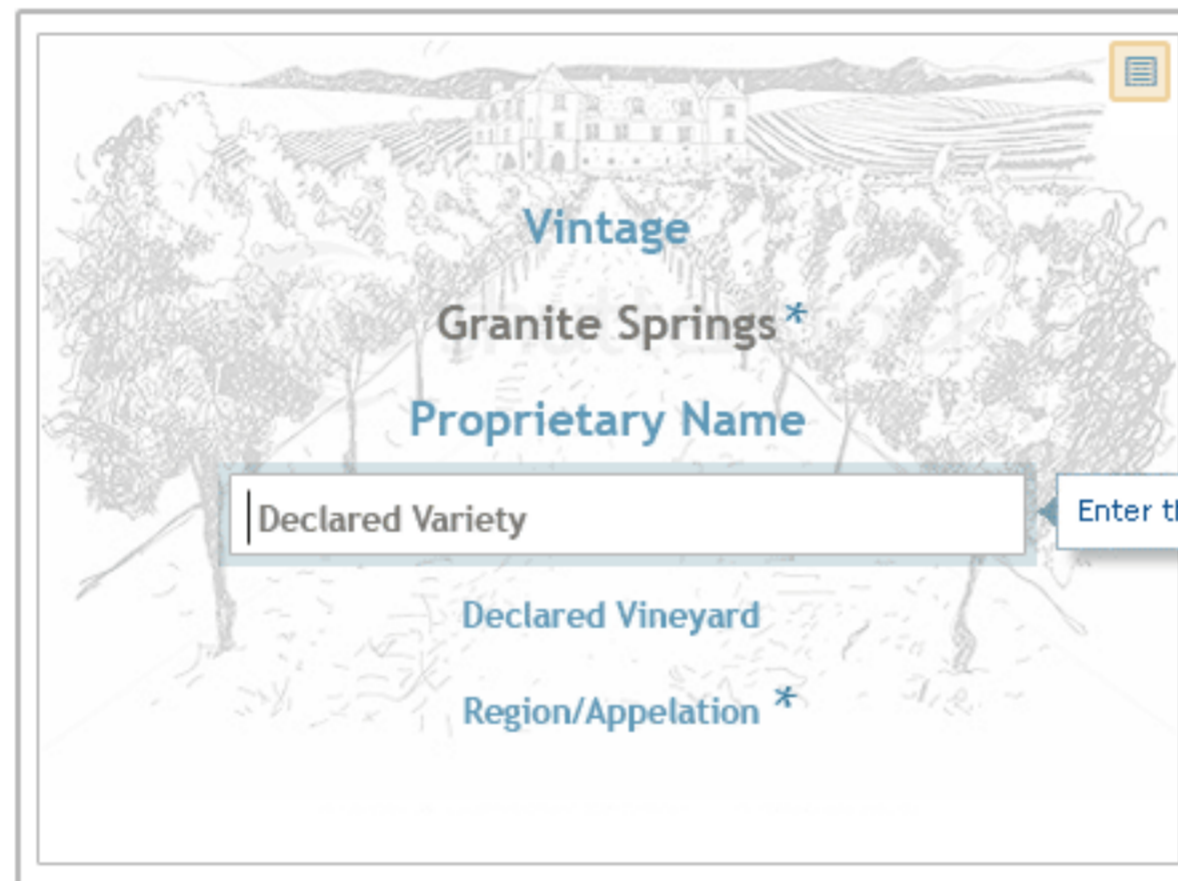 Vintage
Granite Springs *
Proprietary Name
Declared Variety
Enter th
Declared Vineyard
Region/Appelation *